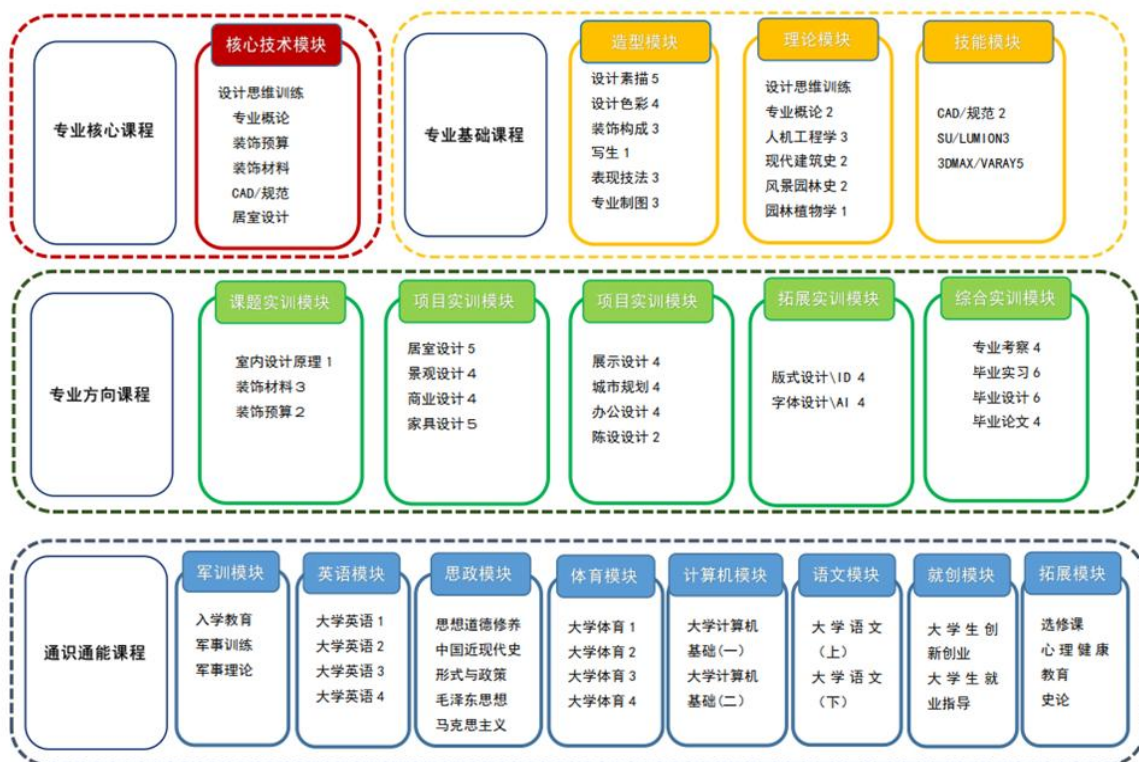 专业核心课程
核心技术模块
设计思维训练
专业概论
装饰预算
装饰材料
CAD/规范
居室设计
专业基础课程
造型模块
设计素描 5
设计色彩 4
装饰构成 3
写生 1
表现技法 3
专业制图 3
理论模块
设计思维训练
专业概论 2
人机工程学 3
现代建筑史 2
风景园林史 2
园林植物学 1
技能模块
CAD/规范 2
SU/LUMION3
3DMAX/VARAY5
专业方向课程
课题实训模块
室内设计原理 1
装饰材料 3
装饰预算 2
项目实训模块
居室设计 5
景观设计 4
商业设计 4
家具设计 5
项目实训模块
展示设计 4
城市规划 4
办公设计 4
陈设设计 2
拓展实训模块
版式设计\ID 4
字体设计\AI 4
综合实训模块
专业考察 4
毕业实习 6
毕业设计 6
毕业论文 4
通识通能课程
军训模块
入学教育
军事训练
军事理论
英语模块
大学英语 1
大学英语 2
大学英语 3
大学英语 4
思政模块
思想道德修养
中国近现代史
形式与政策
毛泽东思想
马克思主义
体育模块
大学体育 1
大学体育 2
大学体育 3
大学体育 4
计算机模块
大学计算机
基础(一)
大学计算机
基础(二)
语文模块
大学语文
(上)
大学语文
(下)
就创模块
大学生创
新创业
大学生就
业指导
拓展模块
选修课
心理健康
教育
史论